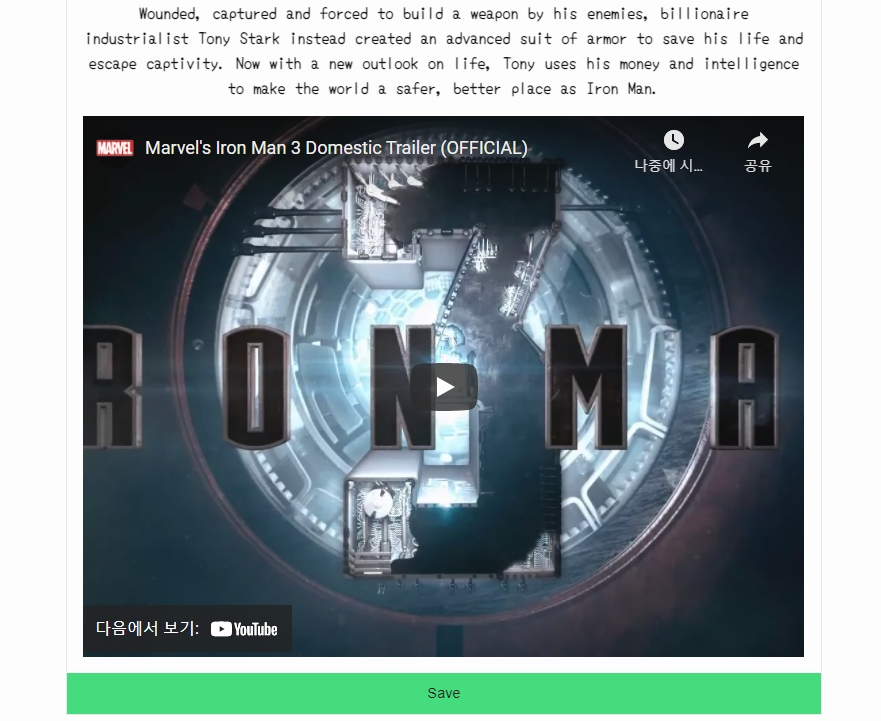 Wounded, captured and forced to build a weapon by his enemies, billionaire
industrialist Tony Stark instead created an advanced suit of armor to save his life and
escape captivity. Now with a new outlook on life, Tony uses his money and intelligence
to make the world a safer, better place as Iron Man.
MARVEL Marvel's Iron Man 3 Domestic Trailer (OFFICIAL)
나중에 시... 공유
3
RON MA
다음에서 보기: YouTube
Save